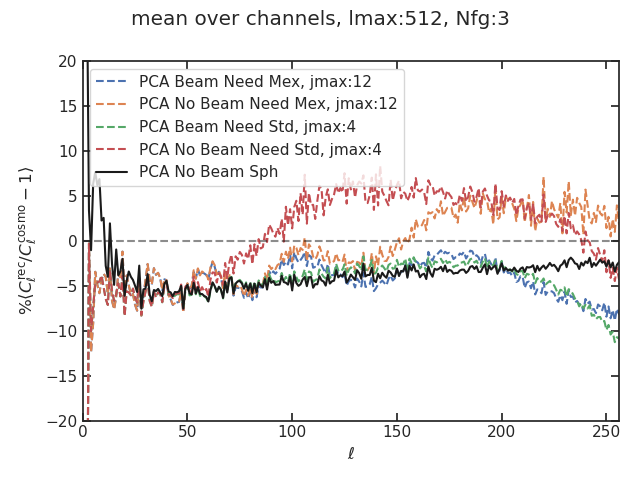 mean over channels, lmax:512, Nfg:3
PCA Beam Need Mex, jmax:12
PCA No Beam Need Mex, jmax:12
PCA Beam Need Std, jmax:4
PCA No Beam Need Std, jmax:4
PCA No Beam Sph
%⟨C_ℓ^rec/C_ℓ^cosmo − 1⟩
20
15
10
5
0
−5
−10
−15
−20
0 50 100 150 200 250
ℓ